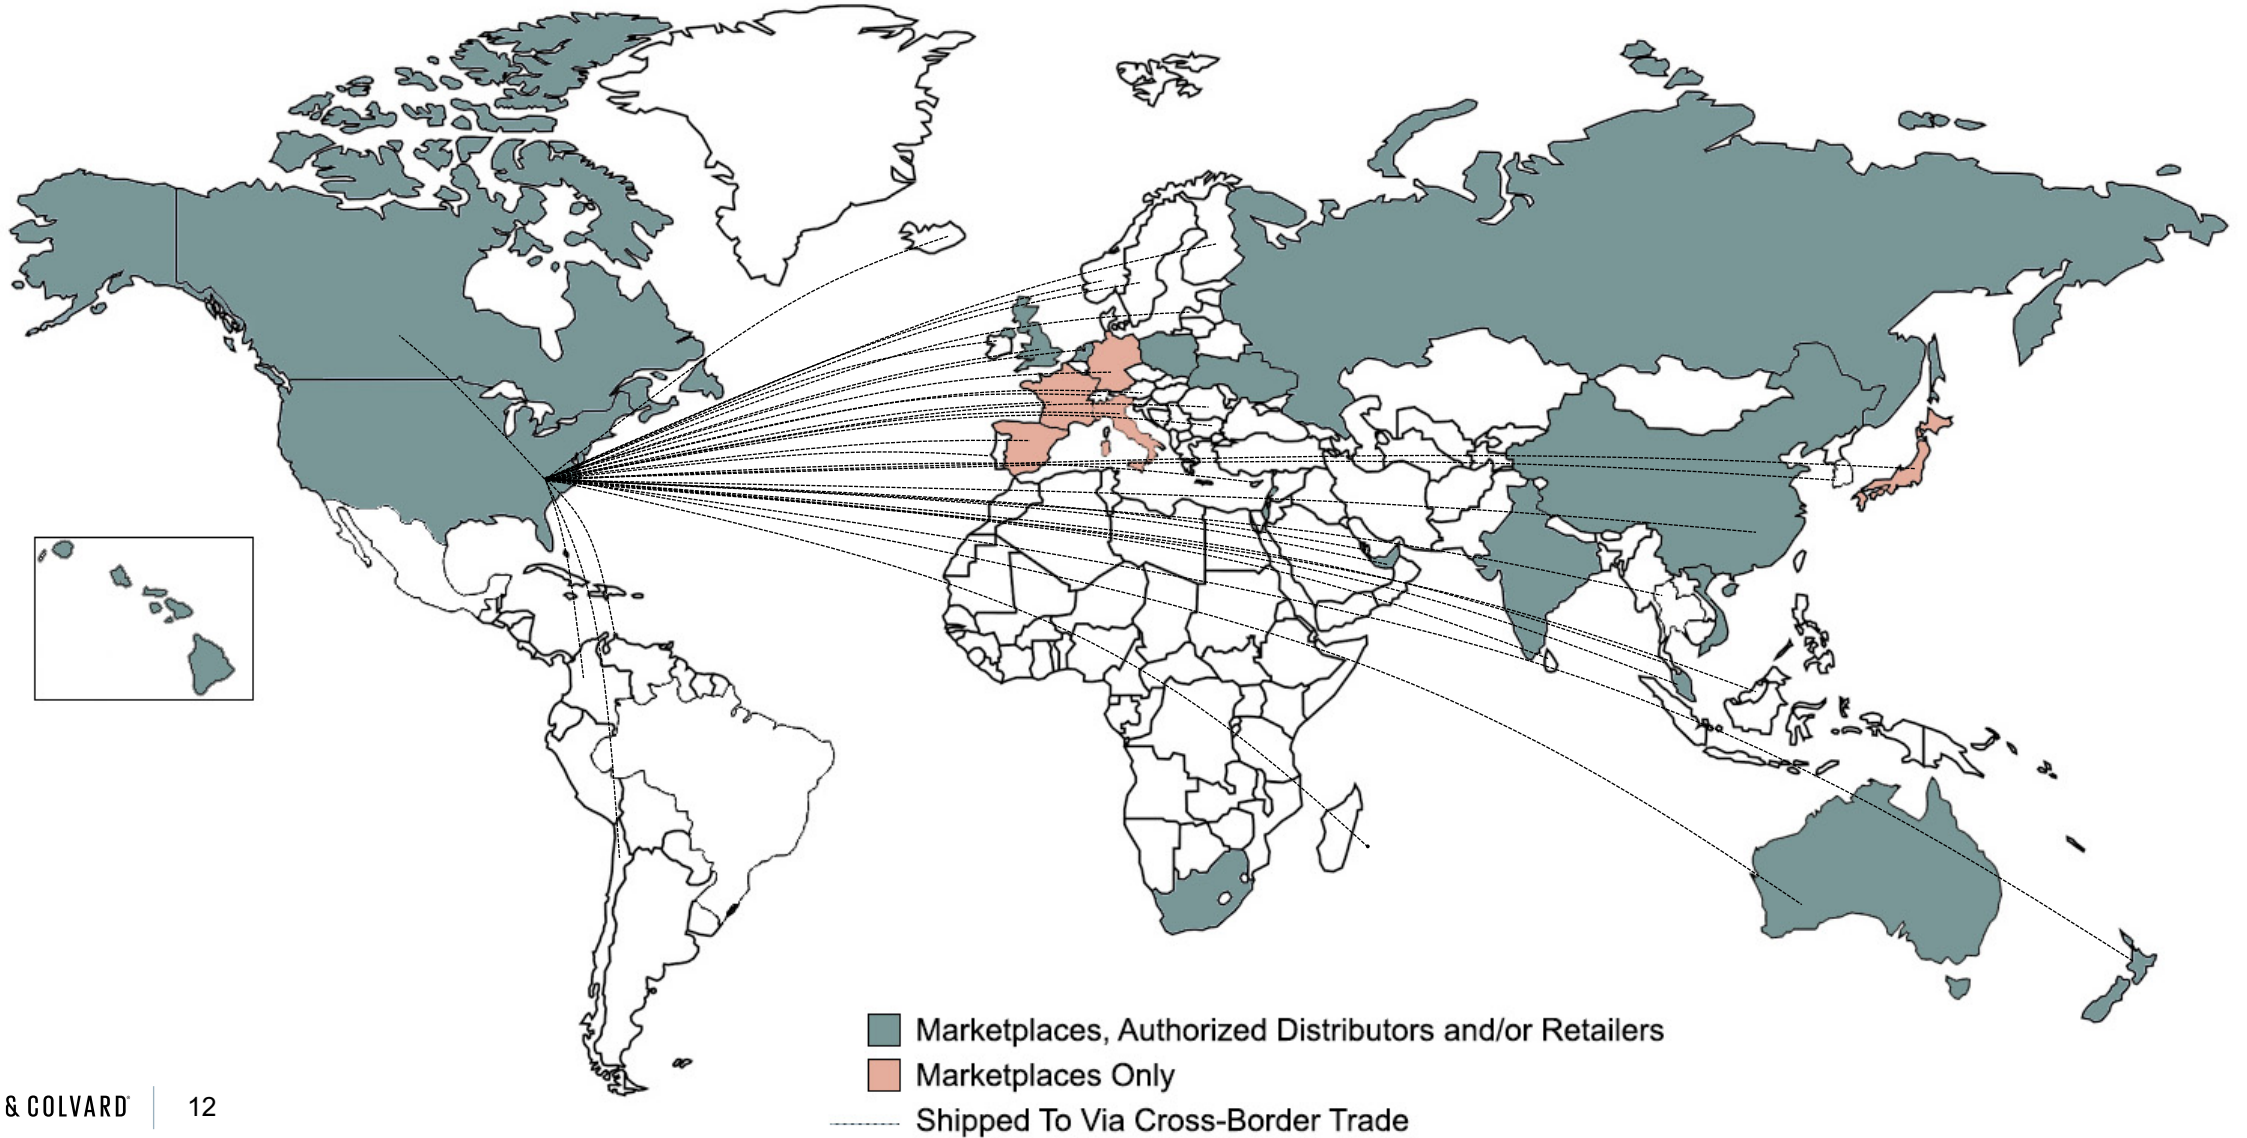 Marketplaces, Authorized Distributors and/or Retailers
Marketplaces Only
Shipped To Via Cross-Border Trade
& COLVARD
12